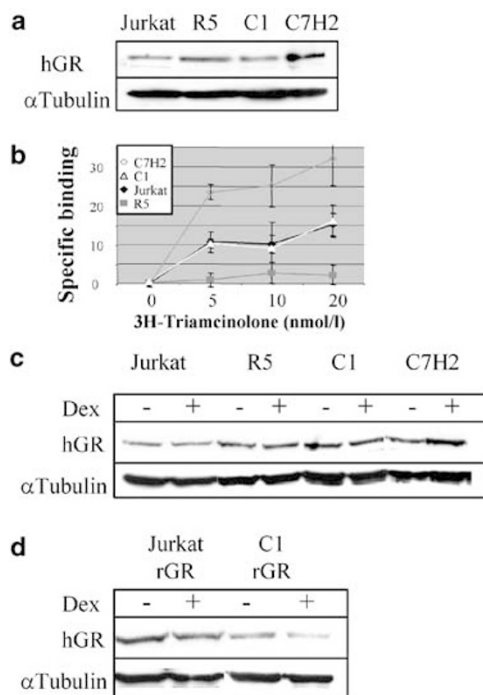 a
Jurkat R5 C1 C7H2
hGR
αTubulin
b
Specific binding
30
20
10
0
C7H2
C1
Jurkat
R5
0 5 10 20
3H-Triamcinolone (nmol/l)
c
Jurkat R5 C1 C7H2
Dex - + - + - + - +
hGR
αTubulin
d
Jurkat C1
rGR rGR
Dex - + - +
hGR
αTubulin